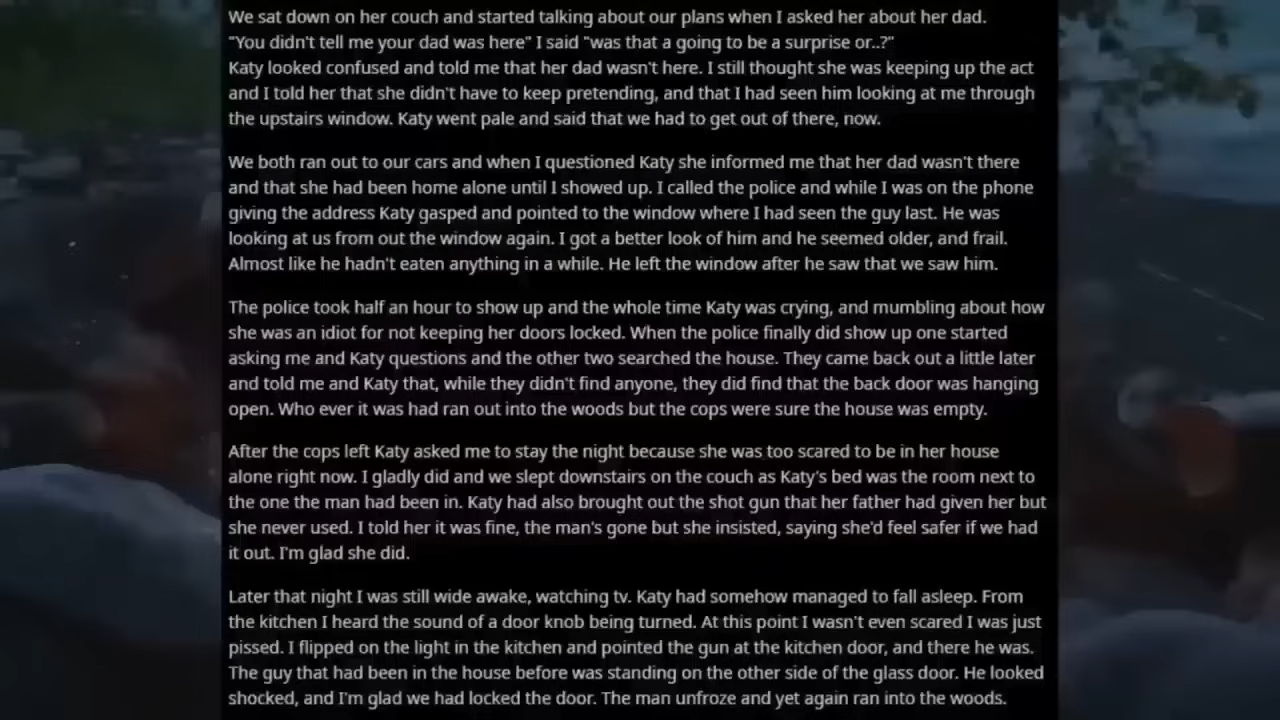 We sat down on her couch and started talking about our plans when I asked her about her dad.
"You didn't tell me your dad was here" I said "was that a going to be a surprise or..?"
Katy looked confused and told me that her dad wasn't here. I still thought she was keeping up the act
and I told her that she didn't have to keep pretending, and that I had seen him looking at me through
the upstairs window. Katy went pale and said that we had to get out of there, now.
We both ran out to our cars and when I questioned Katy she informed me that her dad wasn't there
and that she had been home alone until I showed up. I called the police and while I was on the phone
giving the address Katy gasped and pointed to the window where I had seen the guy last. He was
looking at us from out the window again. I got a better look of him and he seemed older, and frail.
Almost like he hadn't eaten anything in a while. He left the window after he saw that we saw him.
The police took half an hour to show up and the whole time Katy was crying, and mumbling about how
she was an idiot for not keeping her doors locked. When the police finally did show up one started
asking me and Katy questions and the other two searched the house. They came back out a little later
and told me and Katy that, while they didn't find anyone, they did find that the back door was hanging
open. Who ever it was had ran out into the woods but the cops were sure the house was empty.
After the cops left Katy asked me to stay the night because she was too scared to be in her house
alone right now. I gladly did and we slept downstairs on the couch as Katy's bed was the room next to
the one the man had been in. Katy had also brought out the shot gun that her father had given her but
she never used. I told her it was fine, the man's gone but she insisted, saying she'd feel safer if we had
it out. I'm glad she did.
Later that night I was still wide awake, watching tv. Katy had somehow managed to fall asleep. From
the kitchen I heard the sound of a door knob being turned. At this point I wasn't even scared I was just
pissed. I flipped on the light in the kitchen and pointed the gun at the kitchen door, and there he was.
The guy that had been in the house before was standing on the other side of the glass door. He looked
shocked, and I'm glad we had locked the door. The man unfroze and yet again ran into the woods.